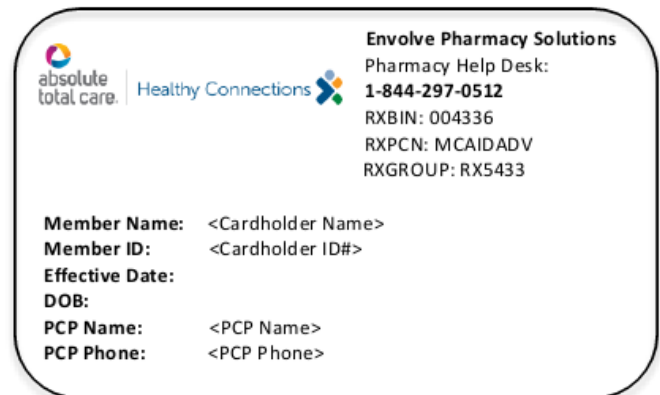 absolute
total care.
Healthy Connections
Envolve Pharmacy Solutions
Pharmacy Help Desk:
1-844-297-0512
RXBIN: 004336
RXPCN: MCAIDADV
RXGROUP: RX5433
Member Name: <Cardholder Name>
Member ID: <Cardholder ID#>
Effective Date:
DOB:
PCP Name: <PCP Name>
PCP Phone: <PCP Phone>